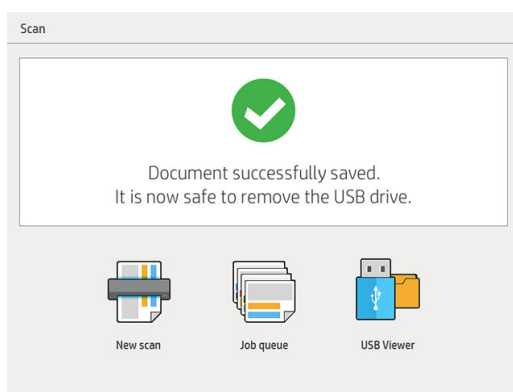 Scan
Document successfully saved.
It is now safe to remove the USB drive.
New scan
Job queue
USB Viewer